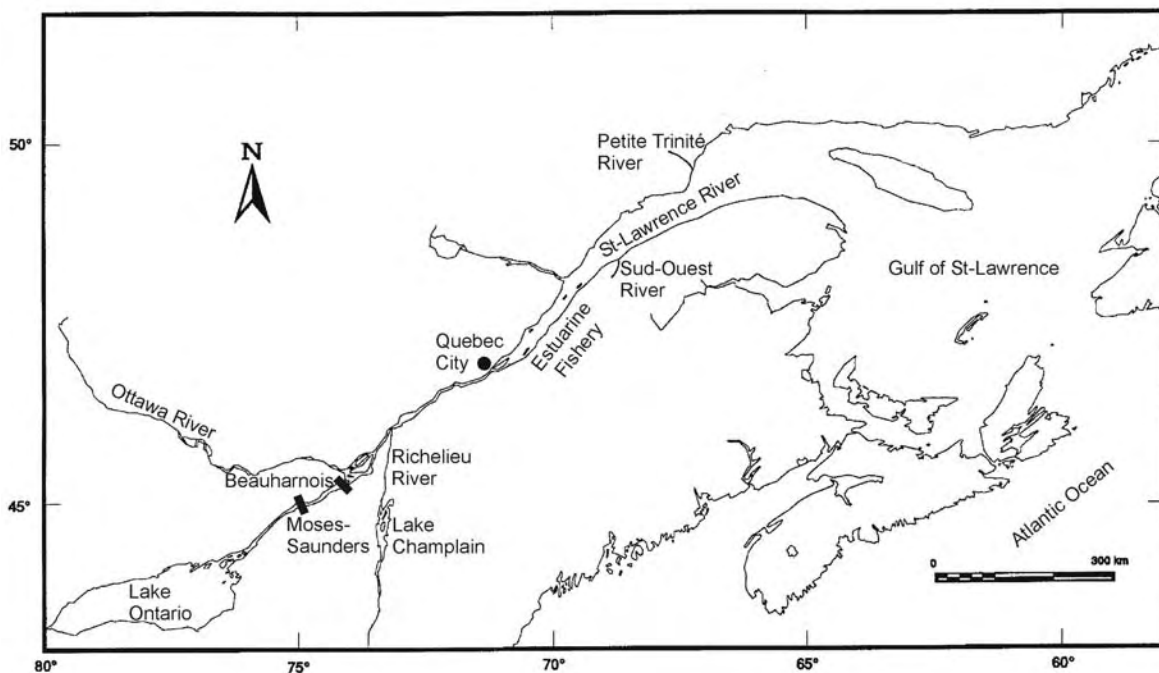 50°
N
Petite Trinité
River
St-Lawrence River
Sud-Ouest
River
Gulf of St-Lawrence
Quebec
City
Estuarine
Fishery
Ottawa River
Beauharnois
Richelieu
River
45°
Moses-
Saunders
Lake
Champlain
Atlantic Ocean
0 300 km
Lake
Ontario
80° 75° 70° 65° 60°